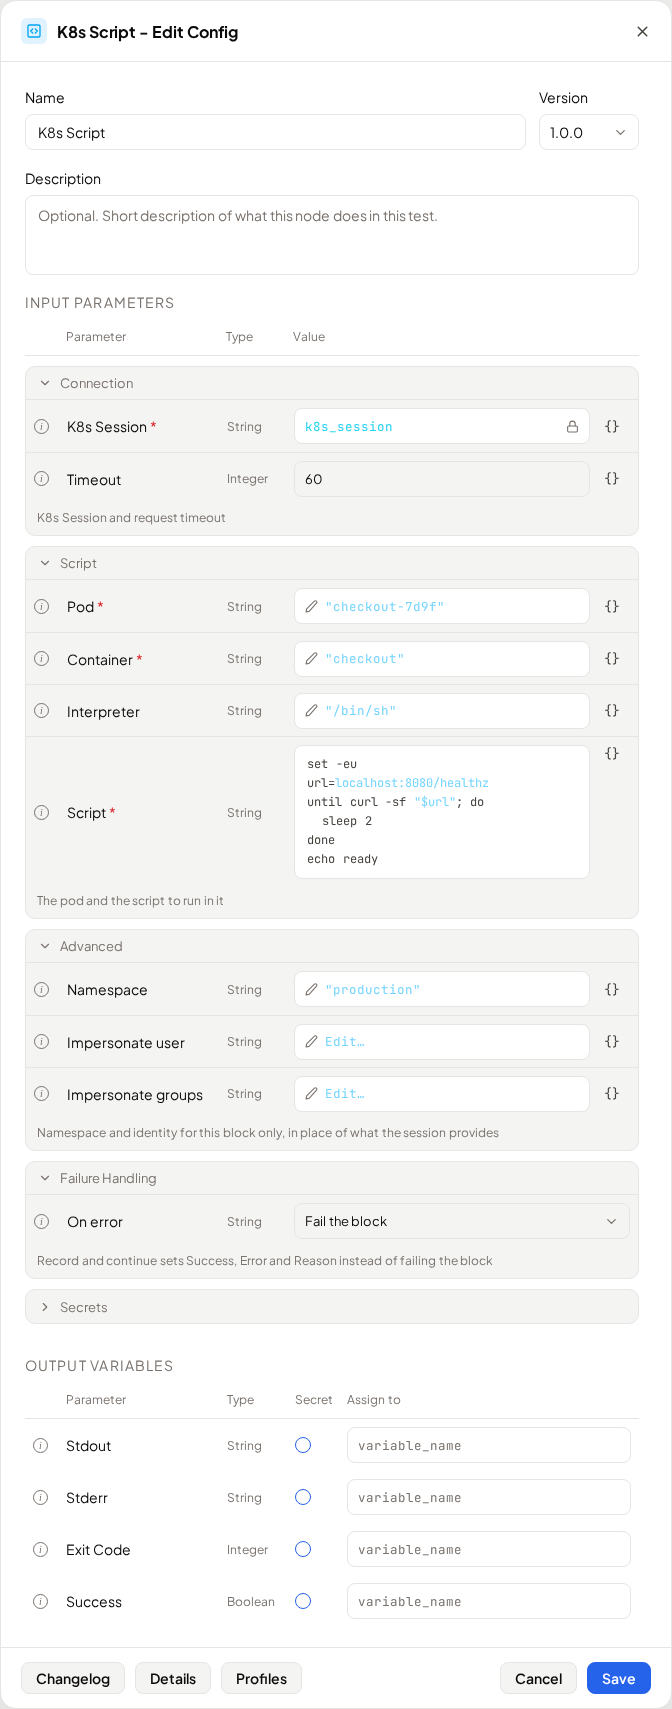 K8s Script - Edit Config
Name
Version
K8s Script
1.0.0
Description
Optional. Short description of what this node does in this test.
INPUT PARAMETERS
Parameter Type Value
Connection
K8s Session * String k8s_session {}
Timeout Integer 60 {}
K8s Session and request timeout
Script
Pod * String "checkout-7d9f" {}
Container * String "checkout" {}
Interpreter String "/bin/sh" {}
Script * String {}
set -eu
url=localhost:8080/healthz
until curl -sf "$url"; do
sleep 2
done
echo ready
The pod and the script to run in it
Advanced
Namespace String "production" {}
Impersonate user String Edit… {}
Impersonate groups String Edit… {}
Namespace and identity for this block only, in place of what the session provides
Failure Handling
On error String Fail the block
Record and continue sets Success, Error and Reason instead of failing the block
Secrets
OUTPUT VARIABLES
Parameter Type Secret Assign to
Stdout String variable_name
Stderr String variable_name
Exit Code Integer variable_name
Success Boolean variable_name
Changelog Details Profiles Cancel Save